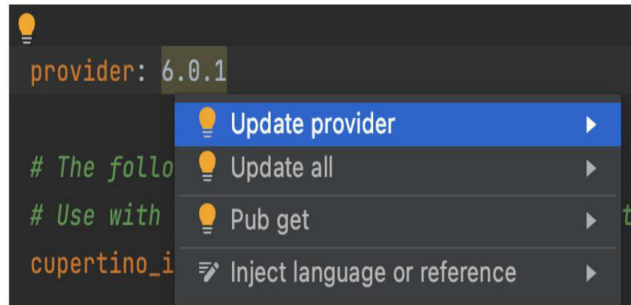 provider: 6.0.1
Update provider
# The follo
Update all
# Use with
Pub get
t
cupertino_i
Inject language or reference